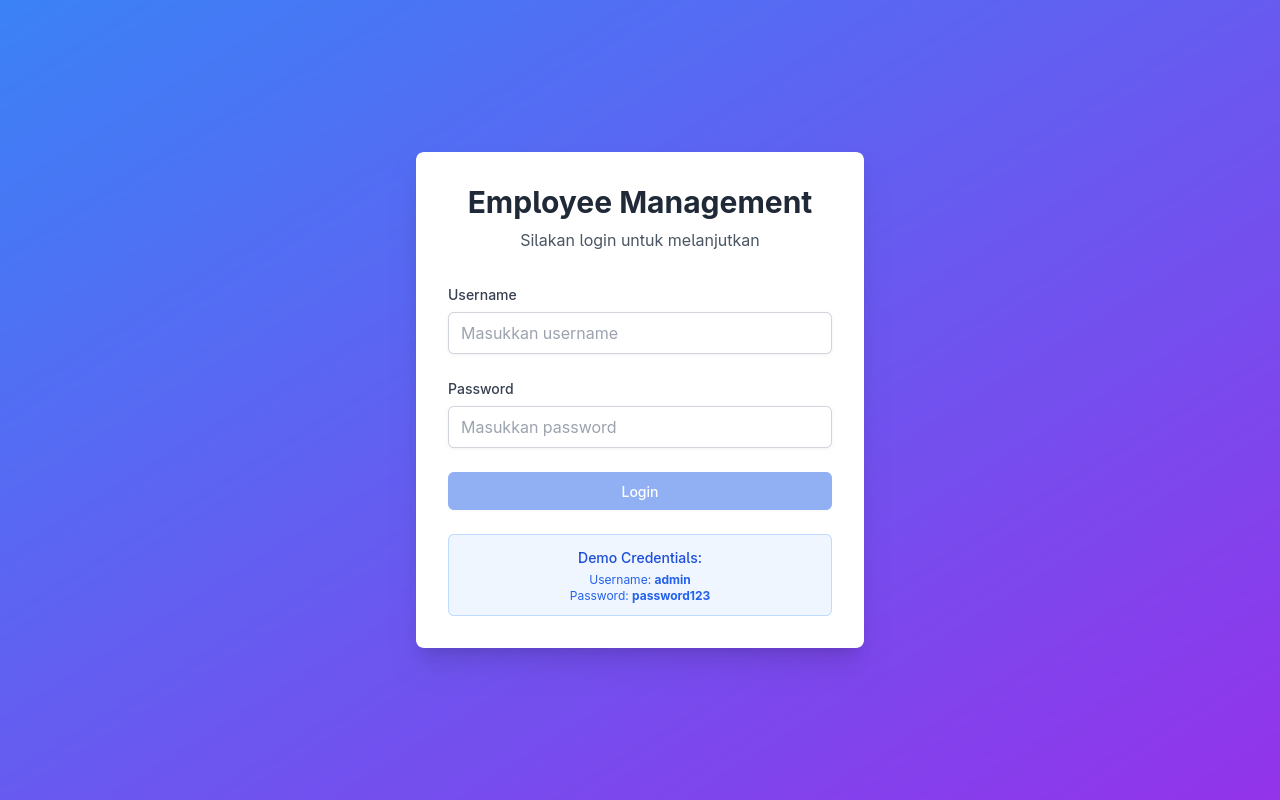 Employee Management
Silakan login untuk melanjutkan
Username
Masukkan username
Password
Masukkan password
Login
Demo Credentials:
Username: admin
Password: password123